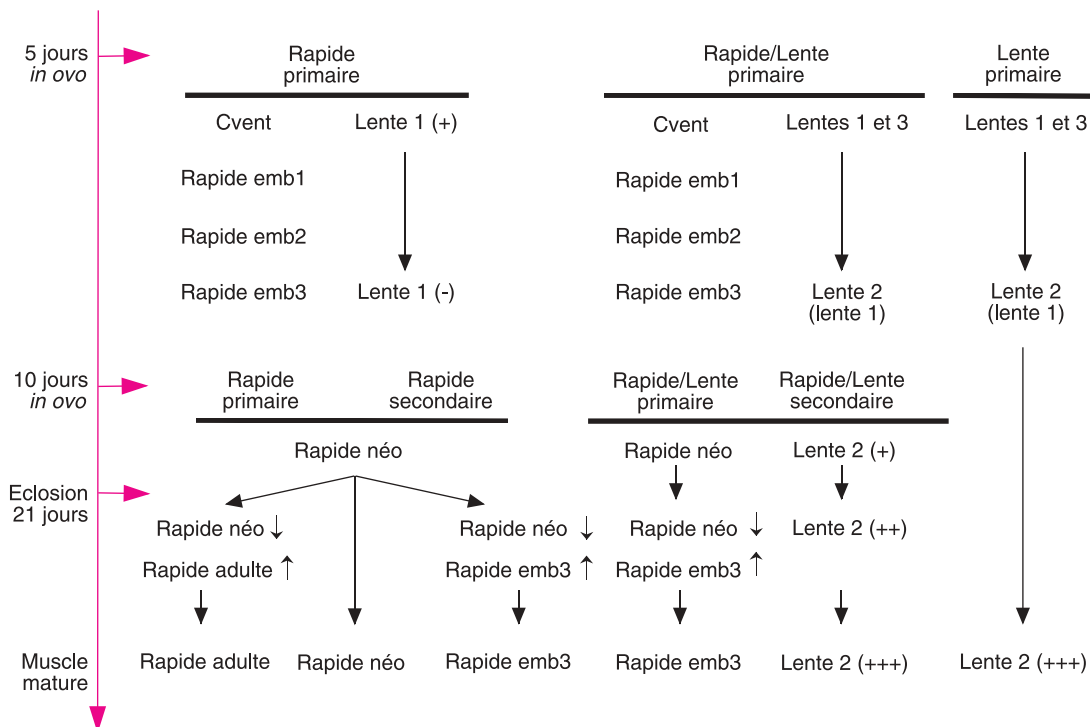 5 jours
in ovo
Rapide
primaire
Rapide/Lente
primaire
Lente
primaire
Cvent
Lente 1 (+)
Cvent
Lentes 1 et 3
Lentes 1 et 3
Rapide emb1
Rapide emb1
Rapide emb2
Rapide emb2
Rapide emb3
Lente 1 (-)
Rapide emb3
Lente 2
(lente 1)
Lente 2
(lente 1)
10 jours
in ovo
Rapide
primaire
Rapide
secondaire
Rapide/Lente
primaire
Rapide/Lente
secondaire
Rapide néo
Rapide néo
Lente 2 (+)
Eclosion
21 jours
Rapide néo ↓
Rapide néo ↓
Rapide néo ↓
Lente 2 (++)
Rapide adulte ↑
Rapide emb3 ↑
Rapide emb3 ↑
Muscle
mature
Rapide adulte
Rapide néo
Rapide emb3
Rapide emb3
Lente 2 (+++)
Lente 2 (+++)